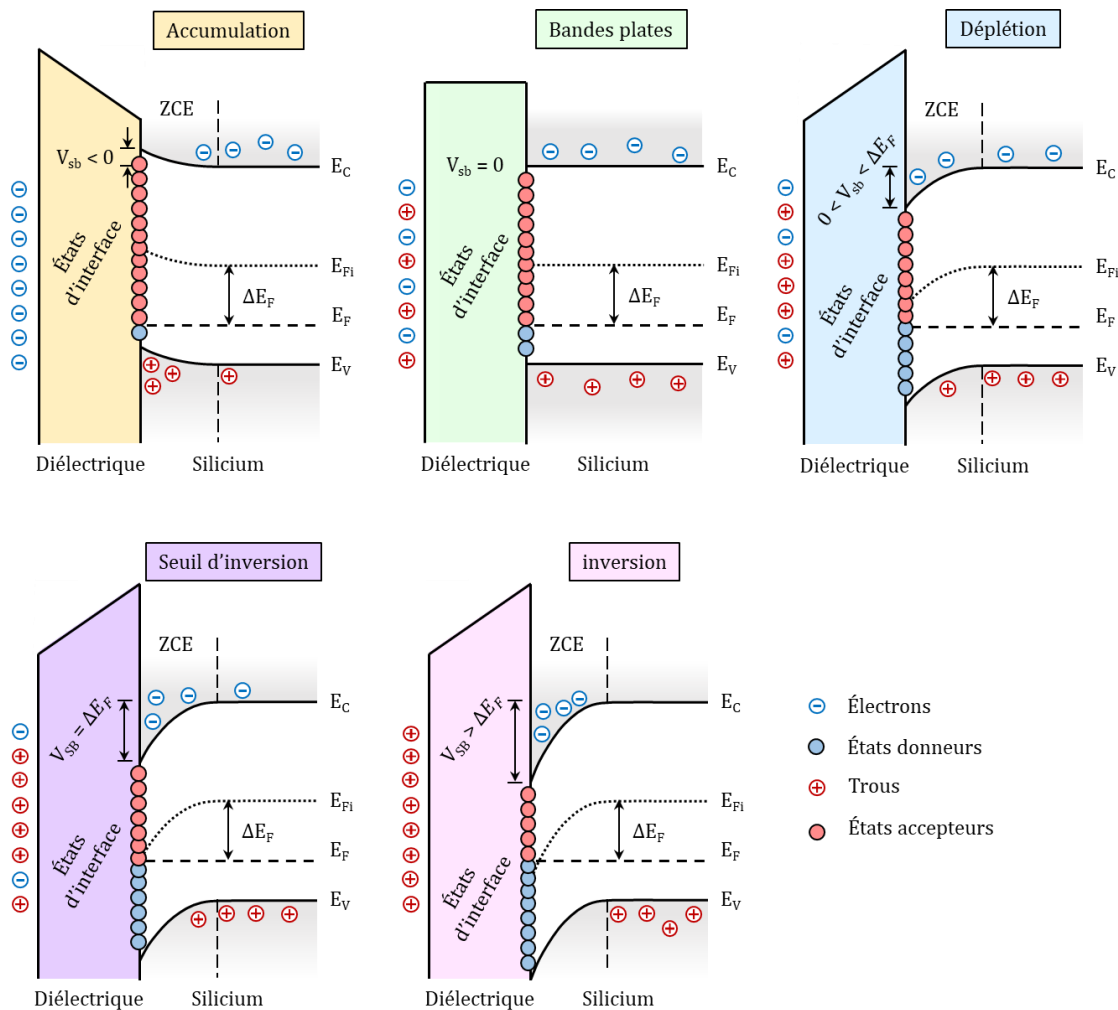 Accumulation
ZCE
V_sb < 0
États
d'interface
E_C
E_Fi
ΔE_F
E_F
E_V
Diélectrique
Silicium
Bandes plates
V_sb = 0
États
d'interface
E_C
E_Fi
ΔE_F
E_F
E_V
Diélectrique
Silicium
Déplétion
ZCE
0 < V_sb < ΔE_F
États
d'interface
E_C
E_Fi
ΔE_F
E_F
E_V
Diélectrique
Silicium
Seuil d'inversion
ZCE
V_SB = ΔE_F
États
d'interface
E_C
E_Fi
ΔE_F
E_F
E_V
Diélectrique
Silicium
inversion
ZCE
V_SB > ΔE_F
États
d'interface
E_C
E_Fi
ΔE_F
E_F
E_V
Diélectrique
Silicium
Électrons
États donneurs
Trous
États accepteurs